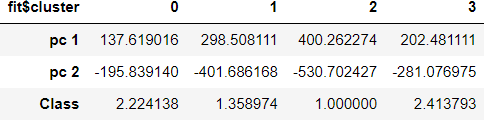 fit$cluster 0 1 2 3
pc 1 137.619016 298.508111 400.262274 202.481111
pc 2 -195.839140 -401.686168 -530.702427 -281.076975
Class 2.224138 1.358974 1.000000 2.413793